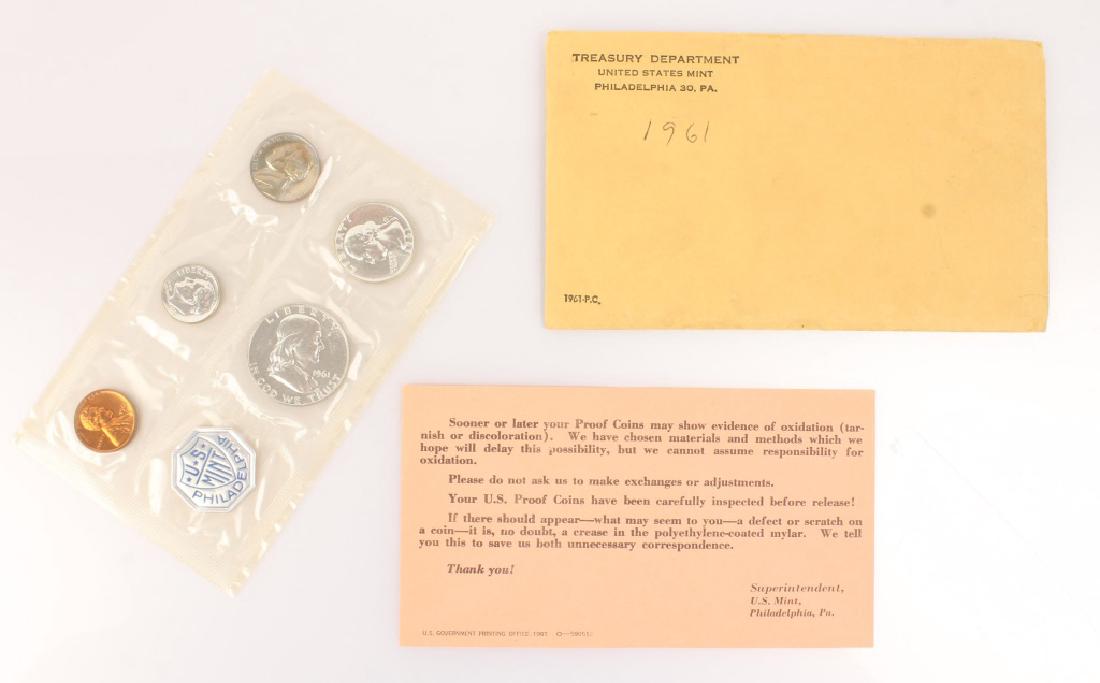 TREASURY DEPARTMENT
UNITED STATES MINT
PHILADELPHIA 30, PA.
1961
1961-P.C.
LIBERTY
LIBERTY
LIBERTY
1961
IN GOD WE TRUST
U.S.
MINT
PHILADELPHIA
Sooner or later your Proof Coins may show evidence of oxidation (tar-
nish or discoloration). We have chosen materials and methods which we
hope will delay this possibility, but we cannot assume responsibility for
oxidation.
Please do not ask us to make exchanges or adjustments.
Your U.S. Proof Coins have been carefully inspected before release!
If there should appear—what may seem to you—a defect or scratch on
a coin—it is, no doubt, a crease in the polyethylene-coated mylar. We tell
you this to save us both unnecessary correspondence.
Thank you!
Superintendent,
U.S. Mint,
Philadelphia, Pa.
U.S. GOVERNMENT PRINTING OFFICE: 1961